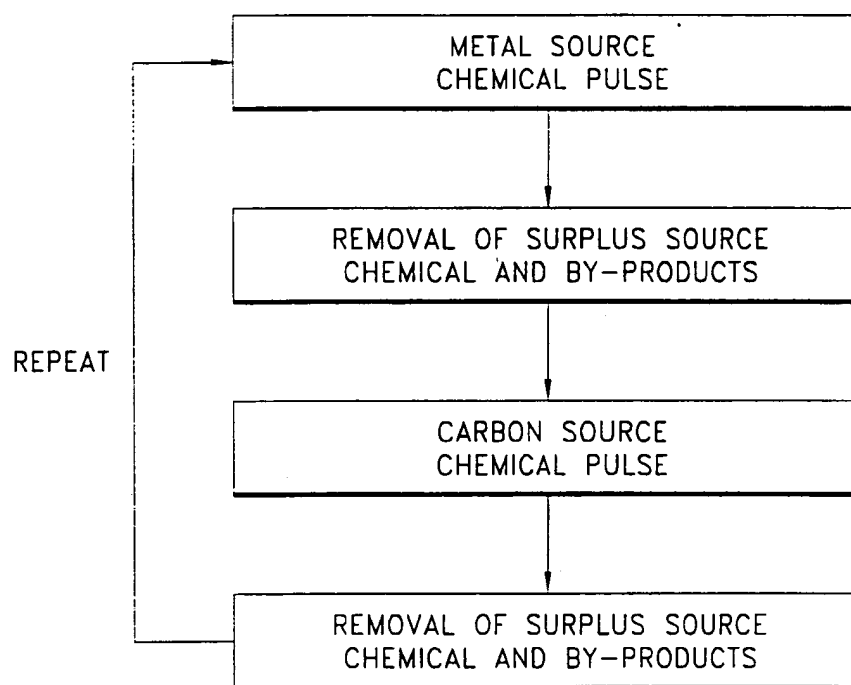 METAL SOURCE
CHEMICAL PULSE
REMOVAL OF SURPLUS SOURCE
CHEMICAL AND BY-PRODUCTS
REPEAT
CARBON SOURCE
CHEMICAL PULSE
REMOVAL OF SURPLUS SOURCE
CHEMICAL AND BY-PRODUCTS